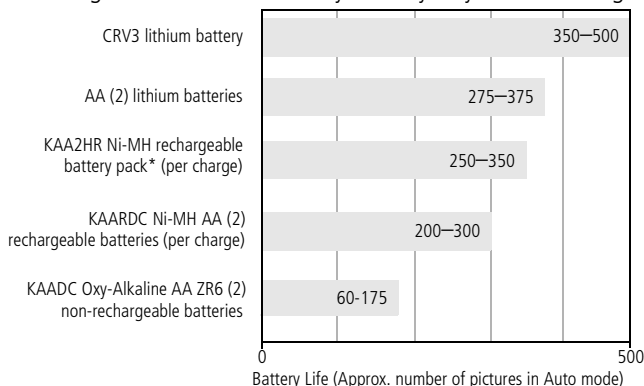 CRV3 lithium battery
350–500
AA (2) lithium batteries
275–375
KAA2HR Ni-MH rechargeable
battery pack* (per charge)
250–350
KAARDC Ni-MH AA (2)
rechargeable batteries (per charge)
200–300
KAADC Oxy-Alkaline AA ZR6 (2)
non-rechargeable batteries
60-175
0
500
Battery Life (Approx. number of pictures in Auto mode)